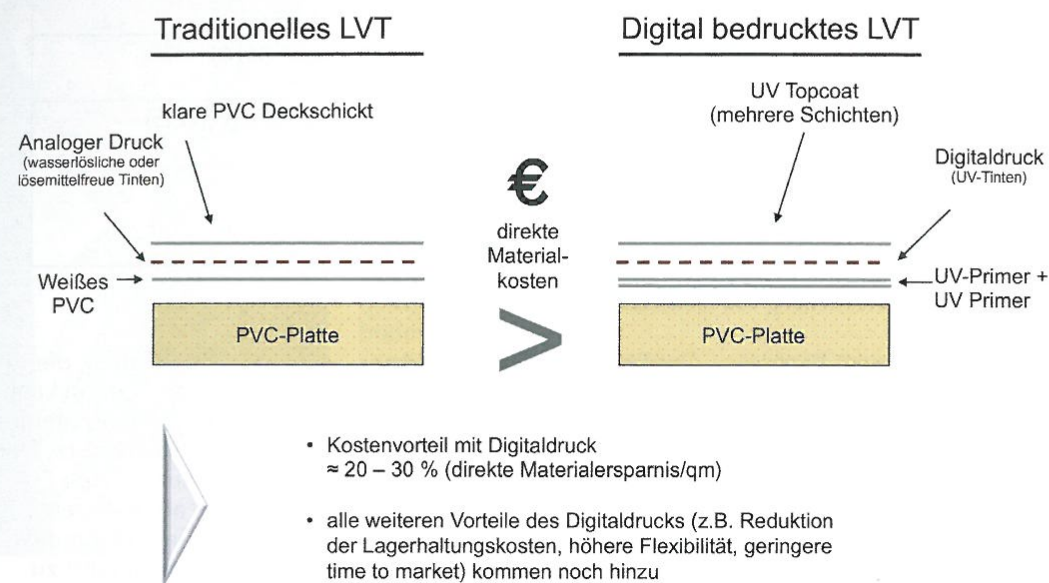 Traditionelles LVT
klare PVC Deckschickt
Analoger Druck
(wasserlösliche oder
lösemittelfreue Tinten)
Weißes
PVC
PVC-Platte
€
direkte
Material-
kosten
>
Digital bedrucktes LVT
UV Topcoat
(mehrere Schichten)
Digitaldruck
(UV-Tinten)
UV-Primer +
UV Primer
PVC-Platte
• Kostenvorteil mit Digitaldruck
≈ 20 – 30 % (direkte Materialersparnis/qm)
• alle weiteren Vorteile des Digitaldrucks (z.B. Reduktion
der Lagerhaltungskosten, höhere Flexibilität, geringere
time to market) kommen noch hinzu